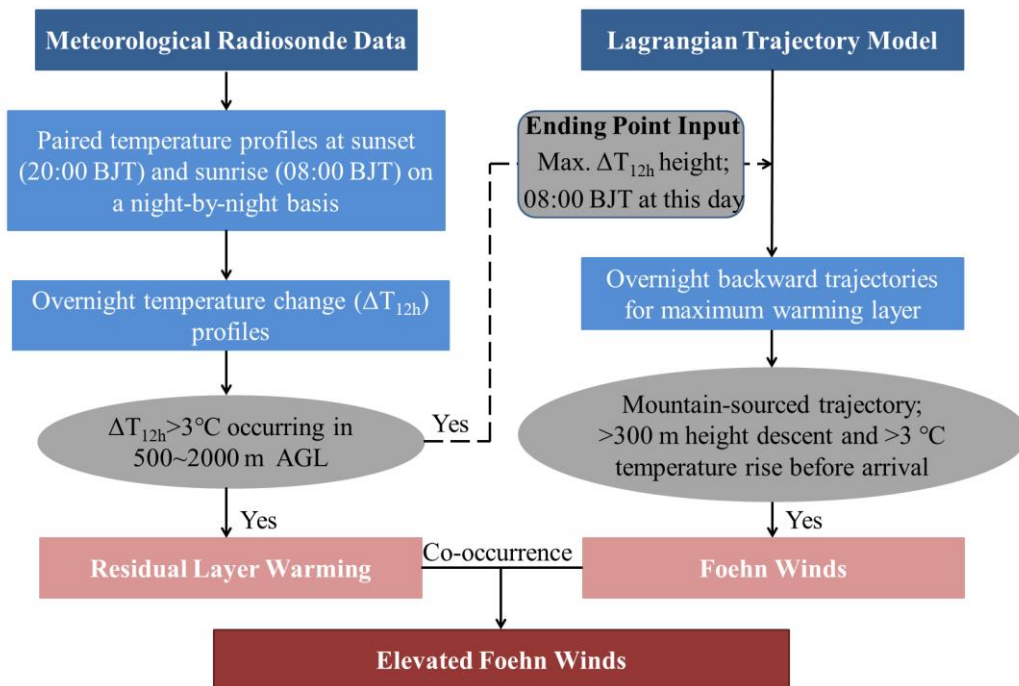 Meteorological Radiosonde Data
Paired temperature profiles at sunset
(20:00 BJT) and sunrise (08:00 BJT) on
a night-by-night basis
Overnight temperature change (ΔT12h)
profiles
ΔT12h>3℃ occurring in
500~2000 m AGL
Yes
Yes
Residual Layer Warming
Lagrangian Trajectory Model
Ending Point Input
Max. ΔT12h height;
08:00 BJT at this day
Overnight backward trajectories
for maximum warming layer
Mountain-sourced trajectory;
>300 m height descent and >3 ℃
temperature rise before arrival
Yes
Foehn Winds
Co-occurrence
Elevated Foehn Winds